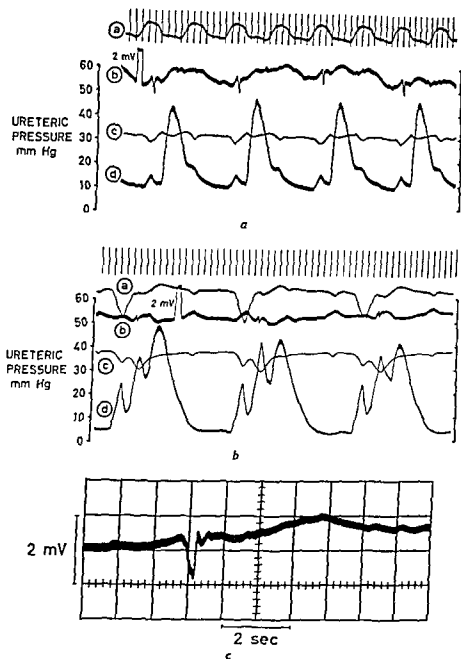 a
2 mV
60
b
50
URETERIC
PRESSURE
mm Hg
40
c
30
20
d
10
0
a
a
60
2 mV
50
b
URETERIC
PRESSURE
mm Hg
40
c
30
20
d
10
0
b
2 mV
2 sec
c